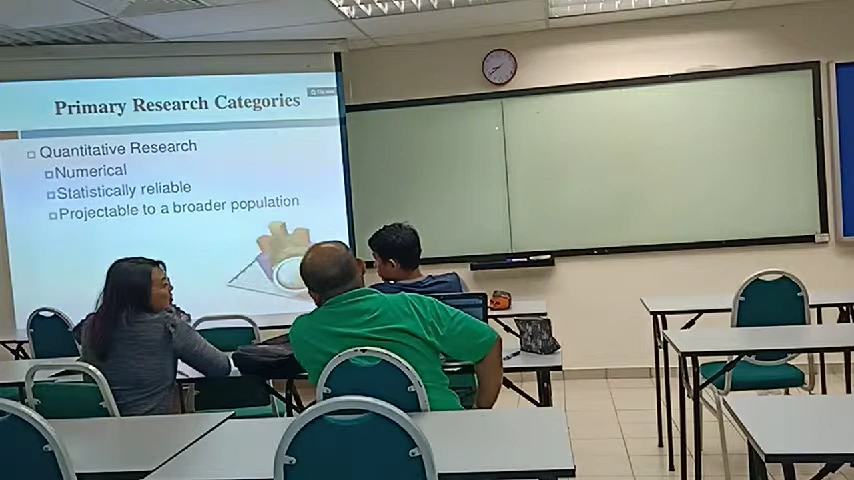 Primary Research Categories
Quantitative Research
Numerical
Statistically reliable
Projectable to a broader population